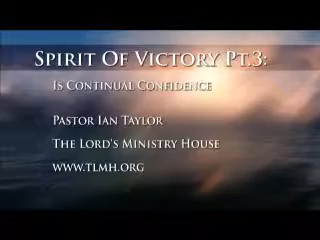 Spirit Of Victory Pt.3:
Is Continual Confidence
Pastor Ian Taylor
The Lord's Ministry House
www.tlmh.org